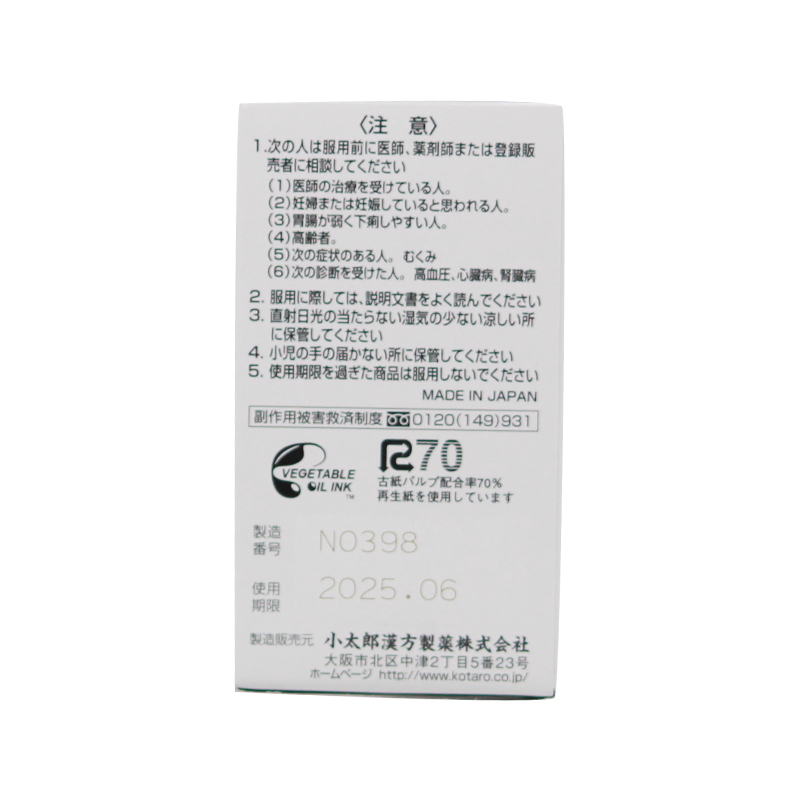 〈注 意〉
1.次の人は服用前に医師、薬剤師または登録販
売者に相談してください
(1)医師の治療を受けている人。
(2)妊婦または妊娠していると思われる人。
(3)胃腸が弱く下痢しやすい人。
(4)高齢者。
(5)次の症状のある人。 むくみ
(6)次の診断を受けた人。 高血圧、心臓病、腎臓病
2. 服用に際しては、説明文書をよく読んでください
3. 直射日光の当たらない湿気の少ない涼しい所
に保管してください
4. 小児の手の届かない所に保管してください
5. 使用期限を過ぎた商品は服用しないでください
MADE IN JAPAN
副作用被害救済制度 0120(149)931
VEGETABLE
OIL INK
TM
R70
古紙パルプ配合率70%
再生紙を使用しています
製造
番号 N0398
使用
期限 2025.06
製造販売元 小太郎漢方製薬株式会社
大阪市北区中津2丁目5番23号
ホームページ http://www.kotaro.co.jp/